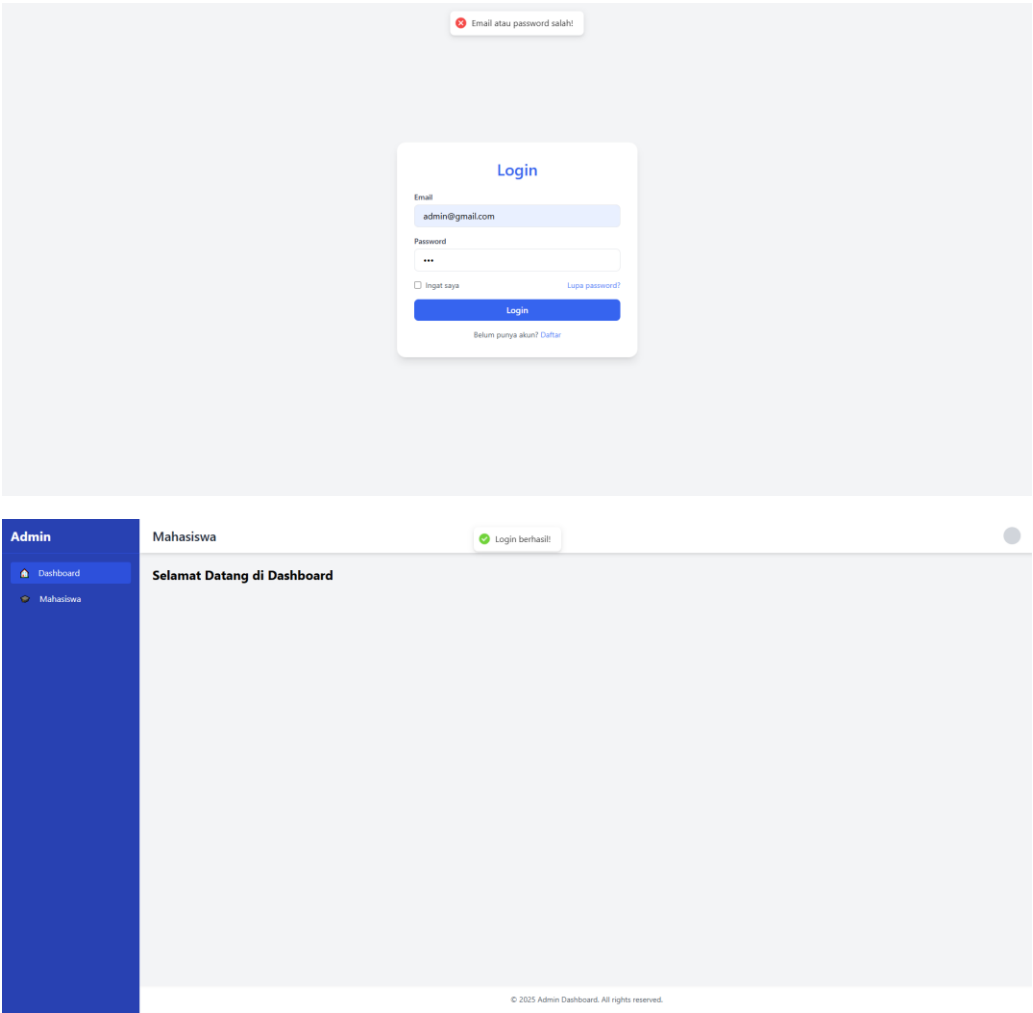 Email atau password salah!
Login
Email
admin@gmail.com
Password
•••
Ingat saya Lupa password?
Login
Belum punya akun? Daftar
Admin
Mahasiswa
Login berhasil!
Dashboard
Mahasiswa
Selamat Datang di Dashboard
© 2025 Admin Dashboard. All rights reserved.